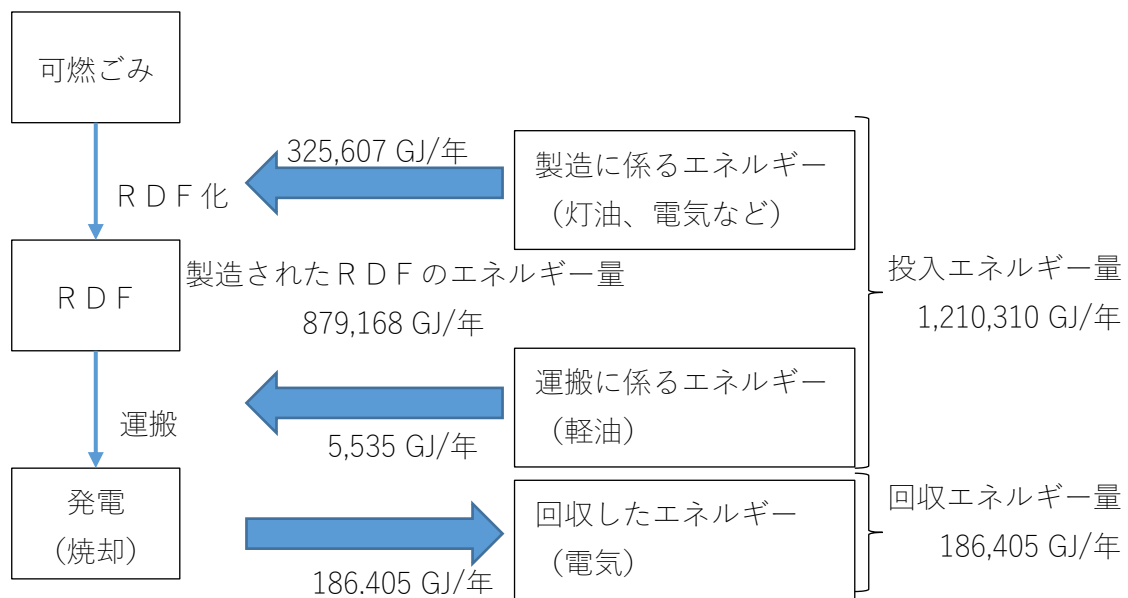 可燃ごみ
325,607 GJ/年
製造に係るエネルギー
（灯油、電気など）
ＲＤＦ化
製造されたＲＤＦのエネルギー量
879,168 GJ/年
ＲＤＦ
投入エネルギー量
1,210,310 GJ/年
運搬に係るエネルギー
（軽油）
運搬
5,535 GJ/年
発電
（焼却）
回収したエネルギー
（電気）
回収エネルギー量
186,405 GJ/年
186.405 GJ/年